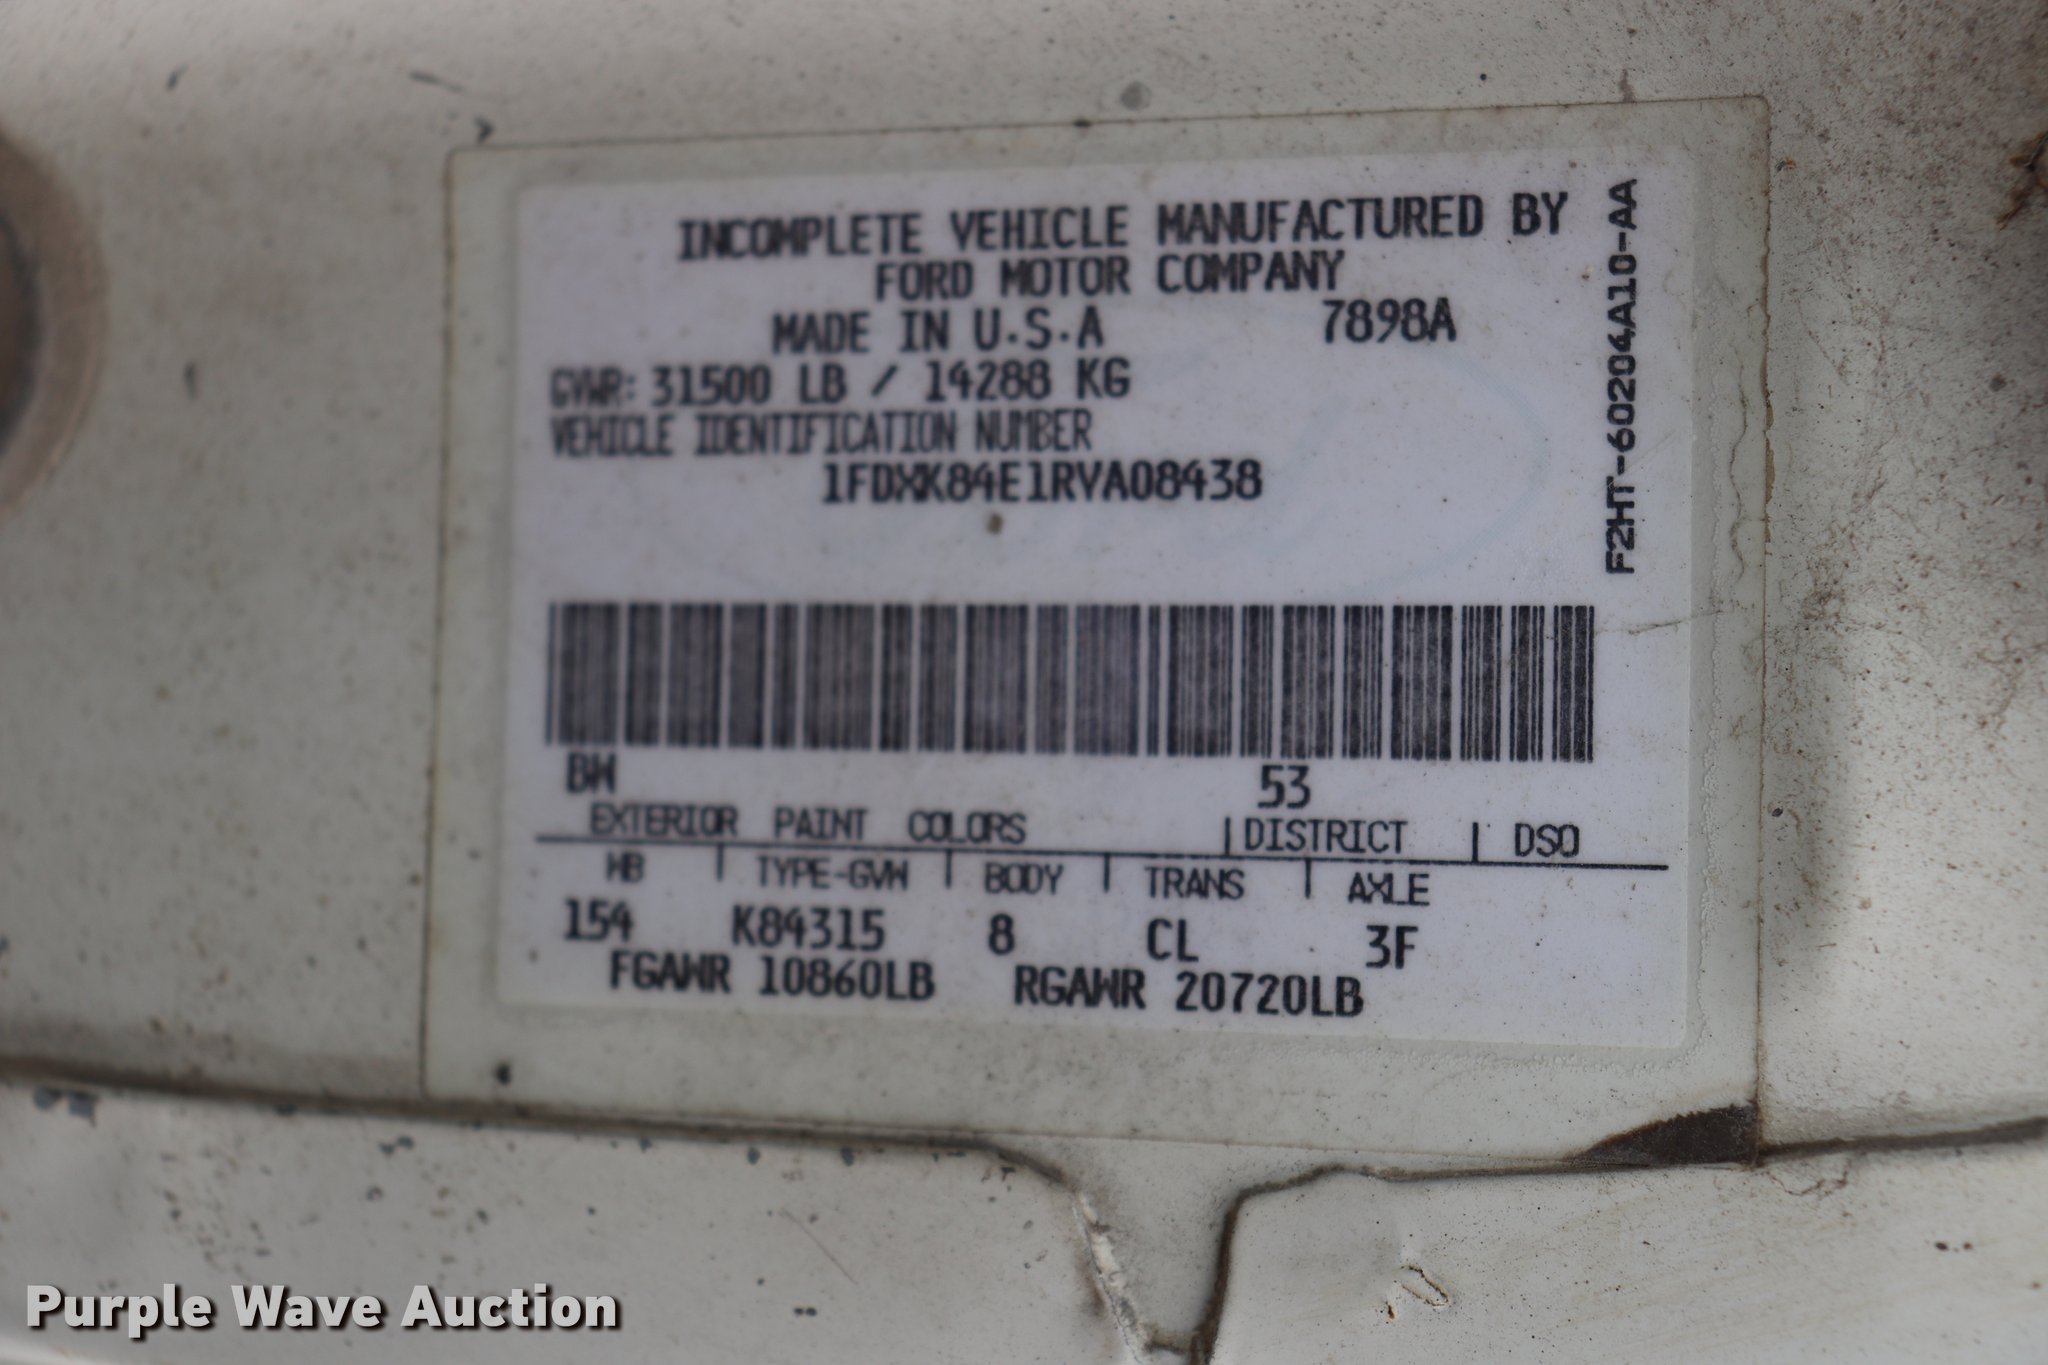 INCOMPLETE VEHICLE MANUFACTURED BY
FORD MOTOR COMPANY
MADE IN U.S.A 7898A
GVWR: 31500 LB / 14288 KG
VEHICLE IDENTIFICATION NUMBER
1FDXK84E1RVA08438
F2HT-60204A10-AA
BW 53
EXTERIOR PAINT COLORS | DISTRICT | DSO
WB | TYPE-GVW | BODY | TRANS | AXLE
154 K84315 8 CL 3F
FGAWR 10860LB RGAWR 20720LB
Purple Wave Auction